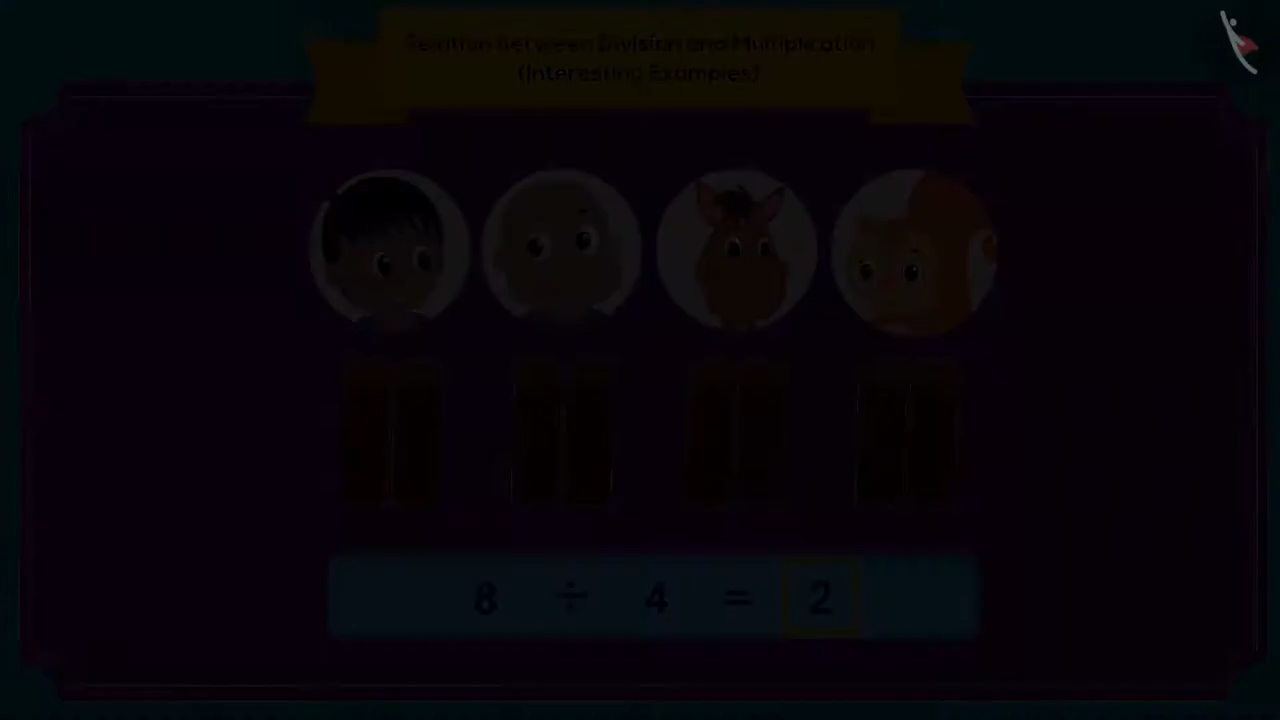 Relation Between Division and Multiplication
(Interesting Examples)
8 ÷ 4 = 2